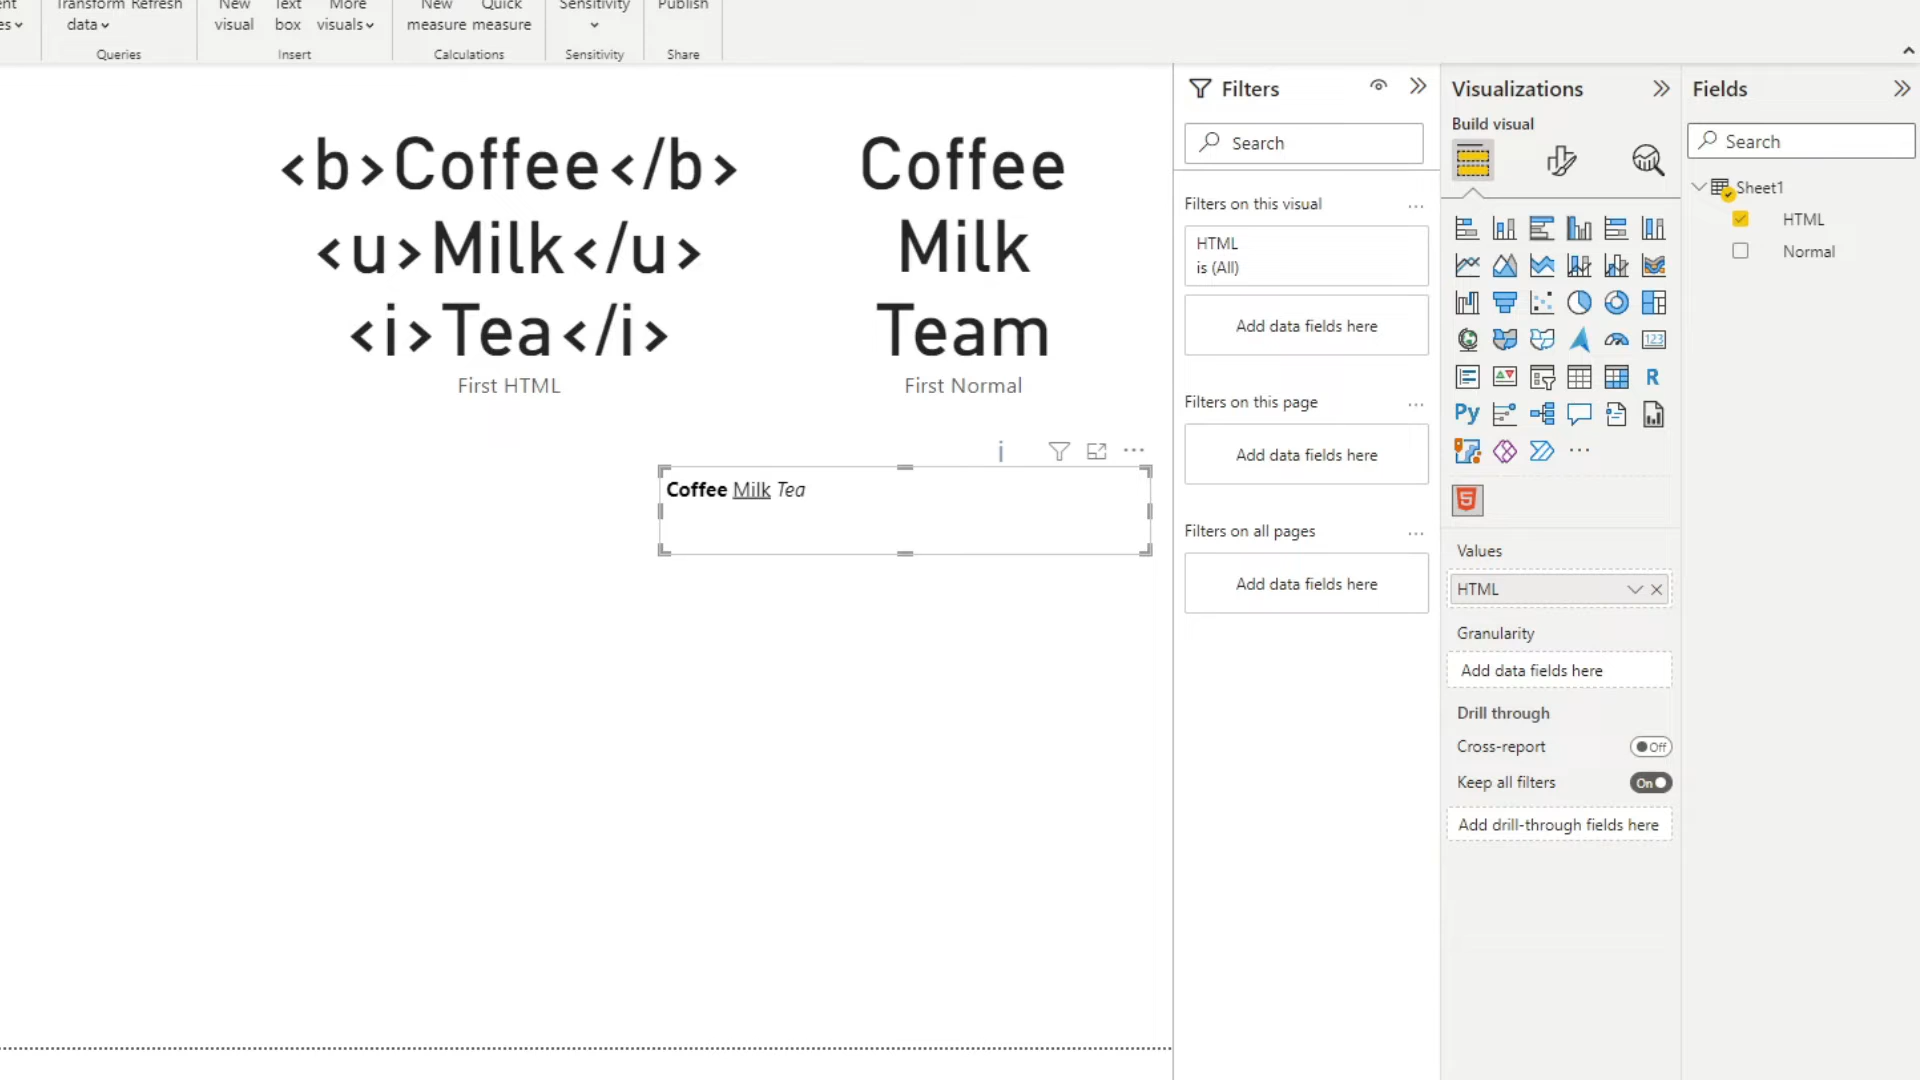 Transform Refresh
data
New
visual
Text
box
More
visuals
New
measure
Quick
measure
Sensitivity
Publish
Queries
Insert
Calculations
Sensitivity
Share
<b>Coffee</b>
<u>Milk</u>
<i>Tea</i>
First HTML
Coffee
Milk
Team
First Normal
Coffee Milk Tea
Filters
Search
Filters on this visual
HTML
is (All)
Add data fields here
Filters on this page
Add data fields here
Filters on all pages
Add data fields here
Visualizations
Build visual
123
R
Py
5
Values
HTML
Granularity
Add data fields here
Drill through
Cross-report
Off
Keep all filters
On
Add drill-through fields here
Fields
Search
Sheet1
HTML
Normal